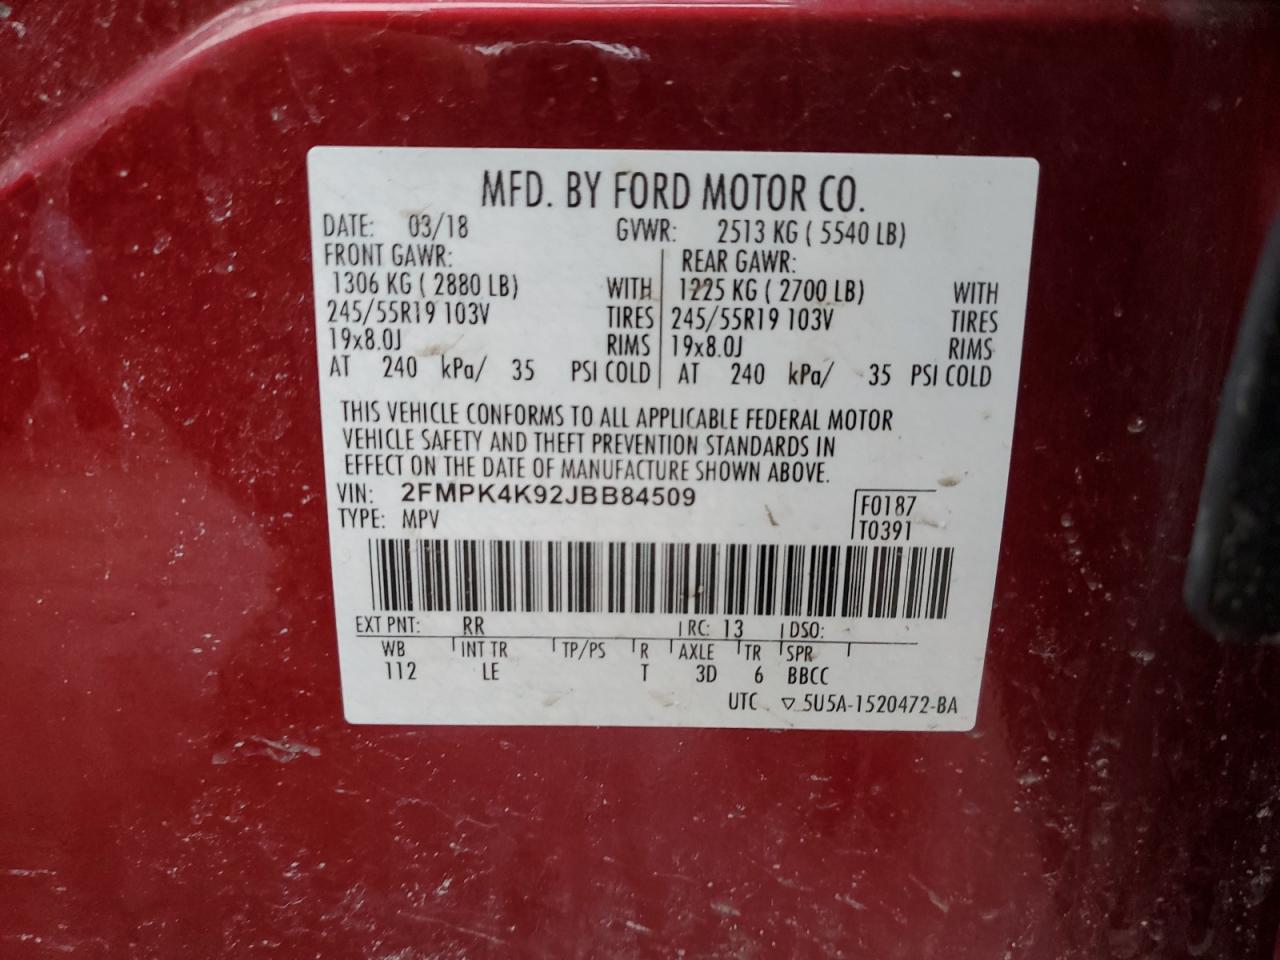 MFD. BY FORD MOTOR CO.
DATE: 03/18 GVWR: 2513 KG ( 5540 LB)
FRONT GAWR: REAR GAWR:
1306 KG ( 2880 LB) WITH 1225 KG ( 2700 LB) WITH
245/55R19 103V TIRES 245/55R19 103V TIRES
19x8.0J RIMS 19x8.0J RIMS
AT 240 kPa/ 35 PSI COLD AT 240 kPa/ 35 PSI COLD
THIS VEHICLE CONFORMS TO ALL APPLICABLE FEDERAL MOTOR
VEHICLE SAFETY AND THEFT PREVENTION STANDARDS IN
EFFECT ON THE DATE OF MANUFACTURE SHOWN ABOVE.
VIN: 2FMPK4K92JBB84509 F0187
TYPE: MPV T0391
EXT PNT: RR RC: 13 DSO:
WB INT TR TP/PS R AXLE TR SPR
112 LE T 3D 6 BBCC
UTC ▽ 5U5A-1520472-BA